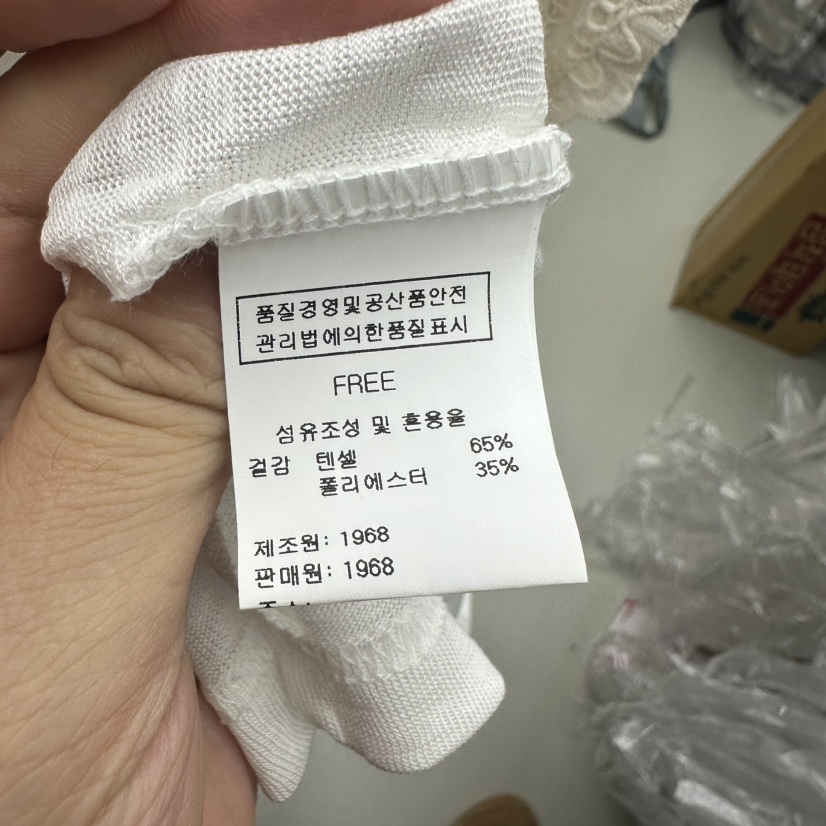 품질경영및공산품안전
관리법에의한품질표시
FREE
섬유조성 및 혼용율
겉감 텐셀 65%
폴리에스터 35%
제조원: 1968
판매원: 1968